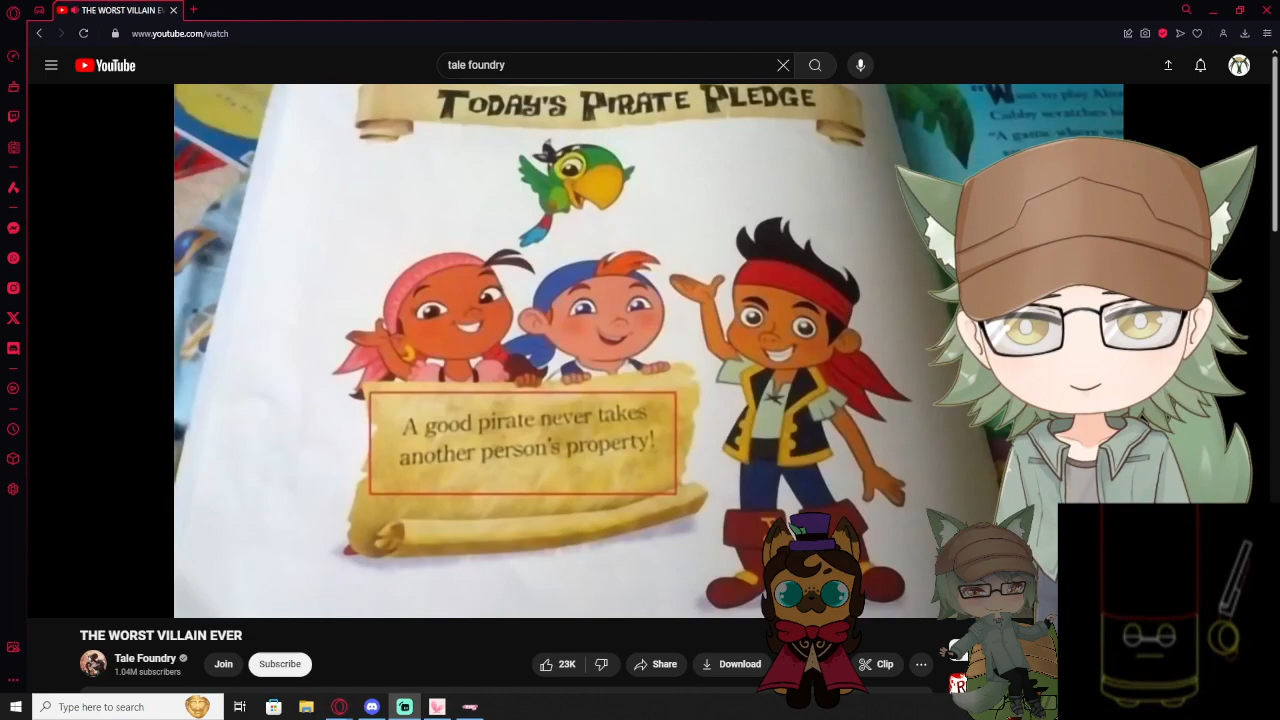 THE WORST VILLAIN EV
www.youtube.com/watch
YouTube
tale foundry
TODAY'S PIRATE PLEDGE
A good pirate never takes
another person's property!
THE WORST VILLAIN EVER
Tale Foundry
1.04M subscribers
Join
Subscribe
23K
Share
Download
Clip
Type here to search